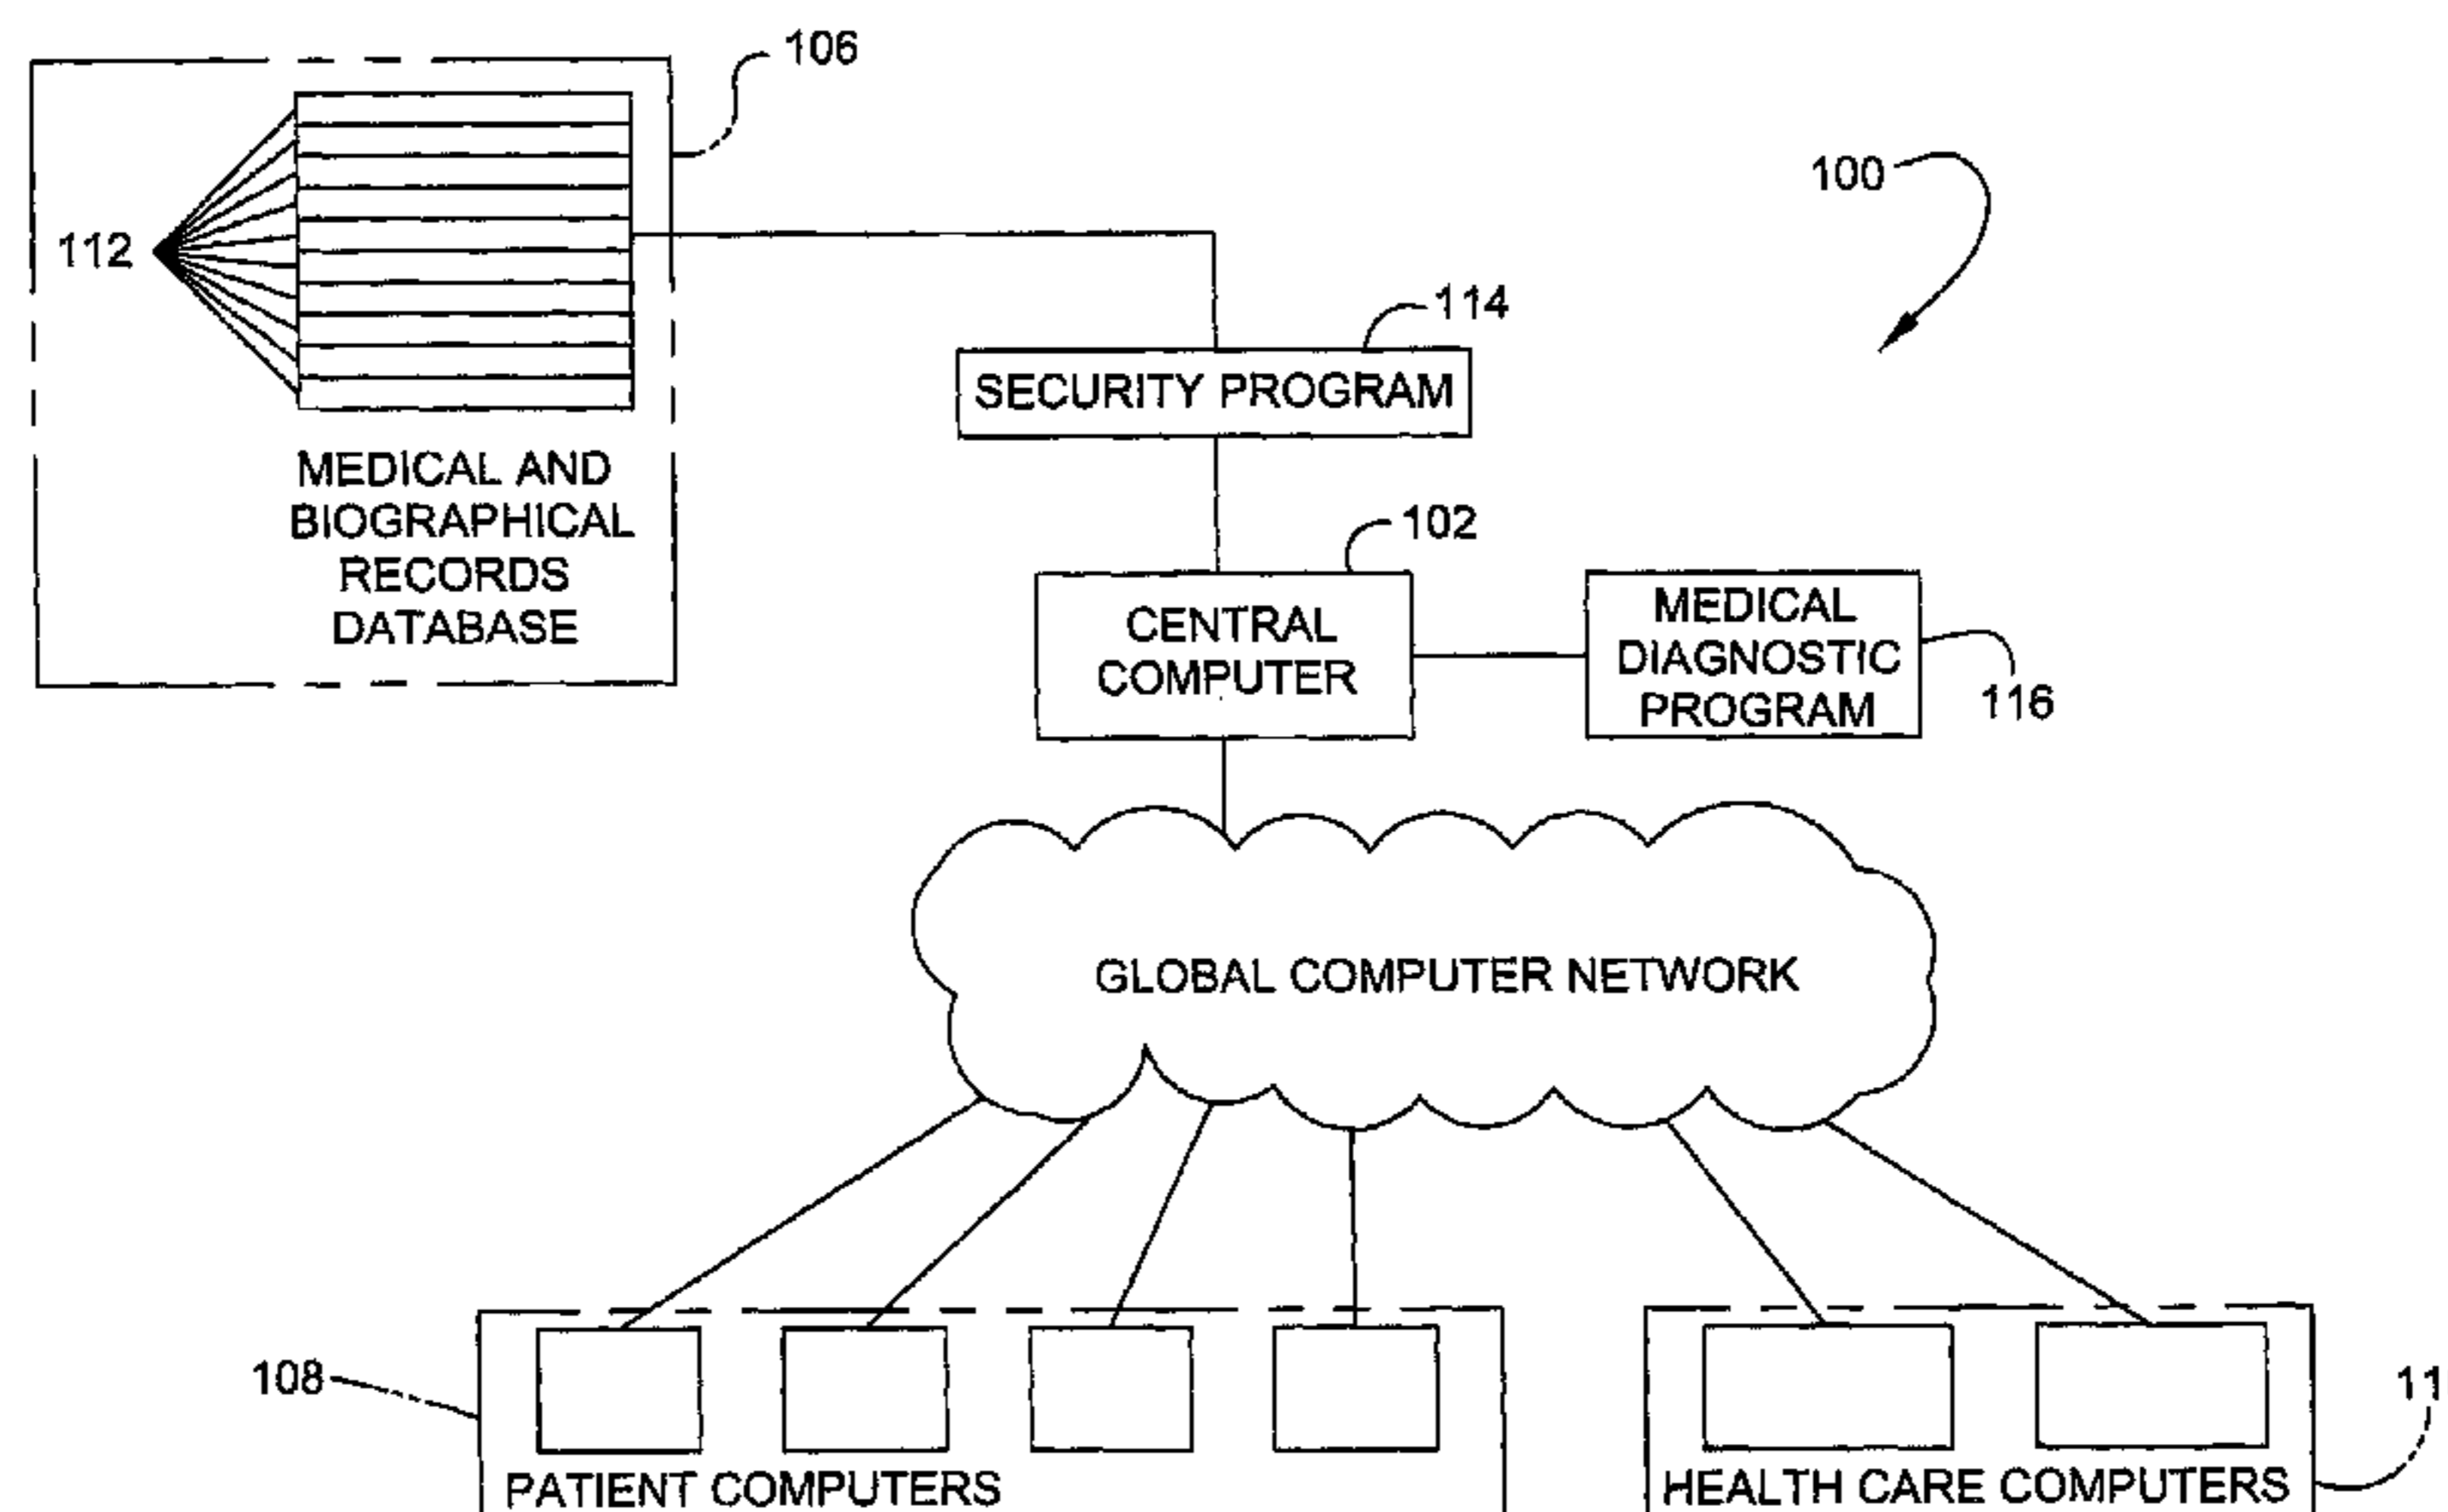 106
100
112
114
SECURITY PROGRAM
MEDICAL AND
BIOGRAPHICAL
RECORDS
DATABASE
102
CENTRAL
COMPUTER
MEDICAL
DIAGNOSTIC
PROGRAM
116
GLOBAL COMPUTER NETWORK
108
11
PATIENT COMPUTERS
HEALTH CARE COMPUTERS